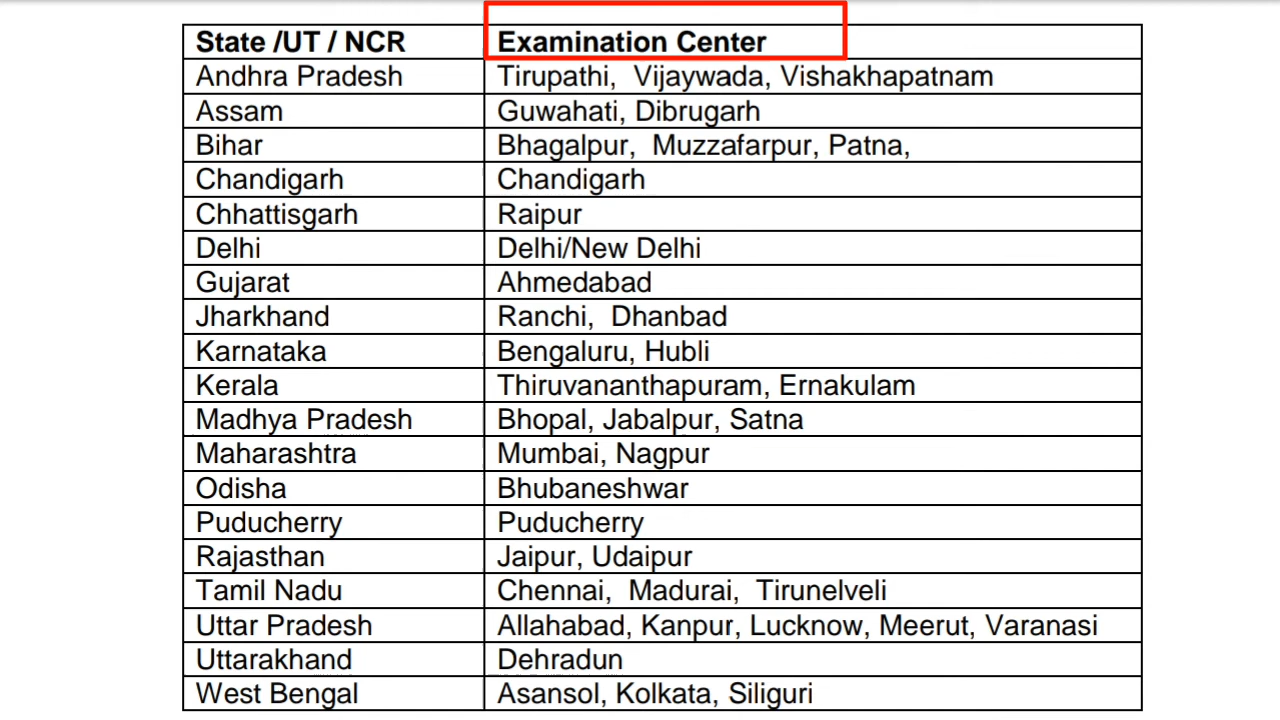 State /UT / NCR Examination Center
Andhra Pradesh Tirupathi, Vijaywada, Vishakhapatnam
Assam Guwahati, Dibrugarh
Bihar Bhagalpur, Muzzafarpur, Patna,
Chandigarh Chandigarh
Chhattisgarh Raipur
Delhi Delhi/New Delhi
Gujarat Ahmedabad
Jharkhand Ranchi, Dhanbad
Karnataka Bengaluru, Hubli
Kerala Thiruvananthapuram, Ernakulam
Madhya Pradesh Bhopal, Jabalpur, Satna
Maharashtra Mumbai, Nagpur
Odisha Bhubaneshwar
Puducherry Puducherry
Rajasthan Jaipur, Udaipur
Tamil Nadu Chennai, Madurai, Tirunelveli
Uttar Pradesh Allahabad, Kanpur, Lucknow, Meerut, Varanasi
Uttarakhand Dehradun
West Bengal Asansol, Kolkata, Siliguri